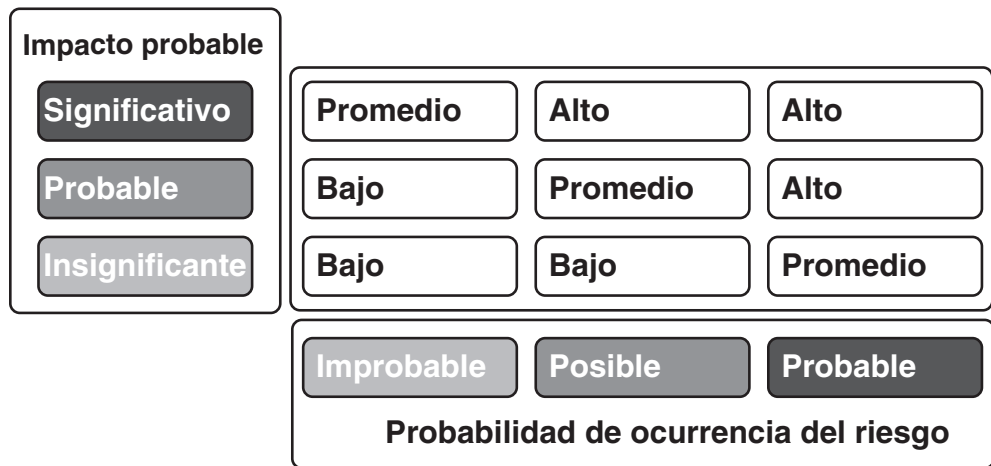 Impacto probable
Significativo
Promedio
Alto
Alto
Probable
Bajo
Promedio
Alto
Insignificante
Bajo
Bajo
Promedio
Improbable
Posible
Probable
Probabilidad de ocurrencia del riesgo